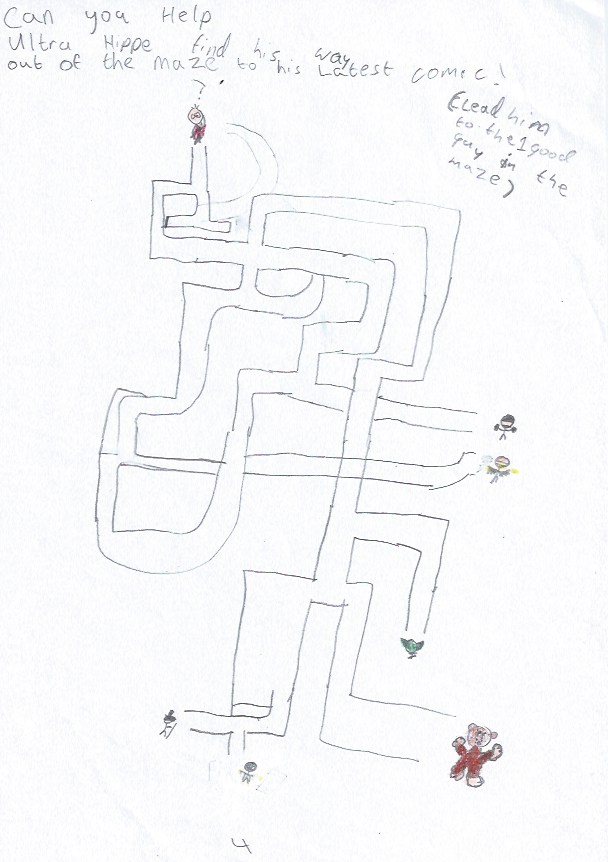 Can you Help
Ultra Hippe find his way
out of the maze to his Latest comic!
?
(Lead him
to the 1 good
guy in the
maze)
4